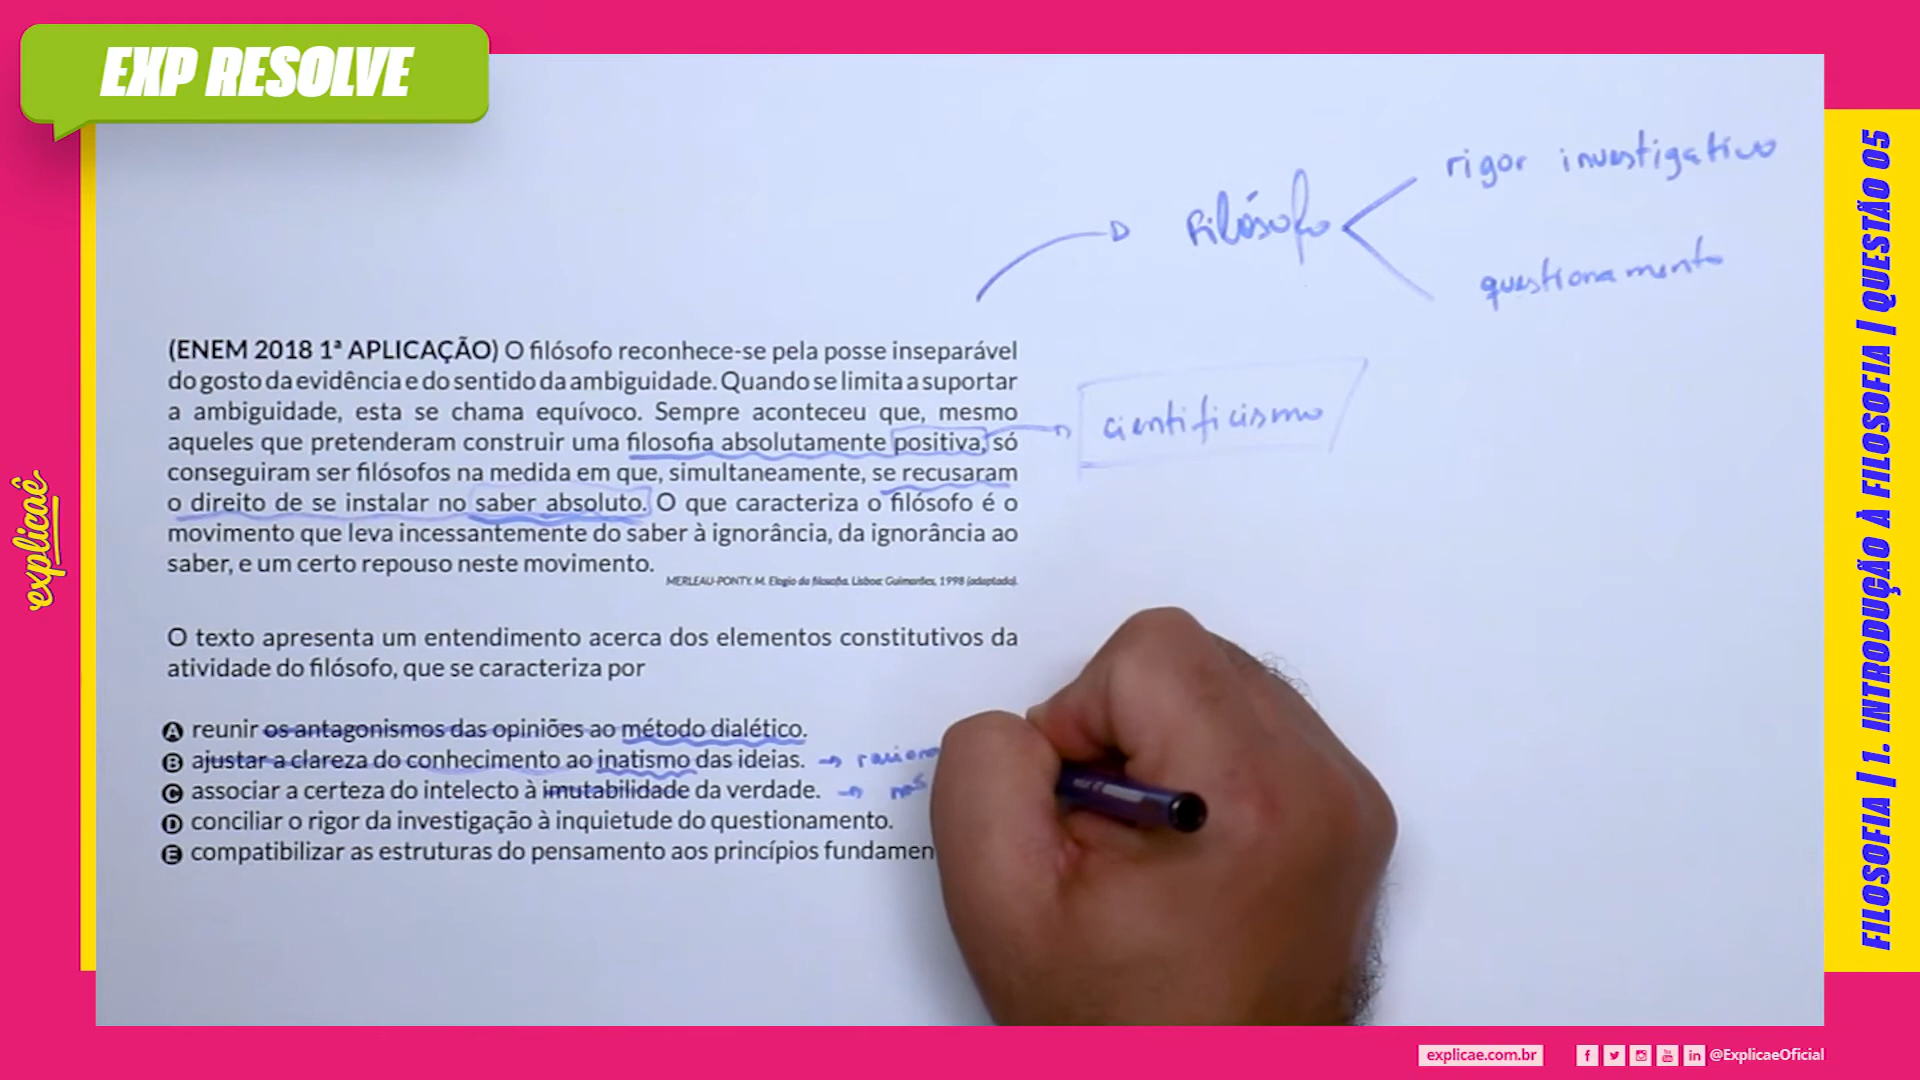 EXP RESOLVE
rigor investigativo
Filósofo
questionamento
(ENEM 2018 1ª APLICAÇÃO) O filósofo reconhece-se pela posse inseparável
do gosto da evidência e do sentido da ambiguidade. Quando se limita a suportar
a ambiguidade, esta se chama equívoco. Sempre aconteceu que, mesmo
aqueles que pretenderam construir uma filosofia absolutamente positiva, só
conseguiram ser filósofos na medida em que, simultaneamente, se recusaram
o direito de se instalar no saber absoluto. O que caracteriza o filósofo é o
movimento que leva incessantemente do saber à ignorância, da ignorância ao
saber, e um certo repouso neste movimento.
MERLEAU-PONTY. M. Elogio da filosofia. Lisboa: Guimarães, 1998 (adaptado).
cientificismo
O texto apresenta um entendimento acerca dos elementos constitutivos da
atividade do filósofo, que se caracteriza por
A reunir os antagonismos das opiniões ao método dialético.
B ajustar a clareza do conhecimento ao inatismo das ideias.
C associar a certeza do intelecto à imutabilidade da verdade.
D conciliar o rigor da investigação à inquietude do questionamento.
E compatibilizar as estruturas do pensamento aos princípios fundamen
explicaê
FILOSOFIA | 1. INTRODUÇÃO À FILOSOFIA | QUESTÃO 05
explicae.com.br
@ExplicaeOficial